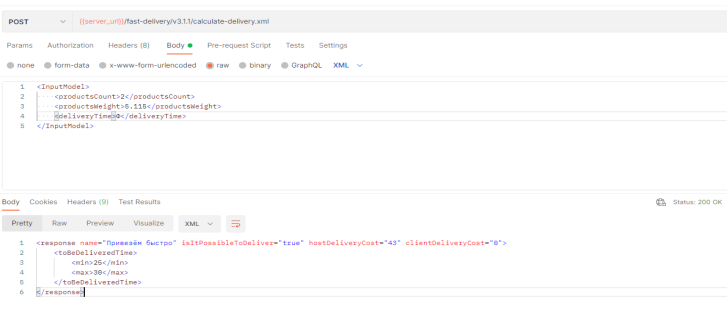 POST {{server_url}}/fast-delivery/v3.1.1/calculate-delivery.xml
Params Authorization Headers (8) Body Pre-request Script Tests Settings
none form-data x-www-form-urlencoded raw binary GraphQL XML
1 <InputModel>
2 <productsCount>2</productsCount>
3 <productsWeight>5.115</productsWeight>
4 <deliveryTime>0</deliveryTime>
5 </InputModel>
Body Cookies Headers (9) Test Results Status: 200 OK
Pretty Raw Preview Visualize XML
1 <response name="Привезём быстро" isItPossibleToDeliver="true" hostDeliveryCost="43" clientDeliveryCost="0">
2 <toBeDeliveredTime>
3 <min>25</min>
4 <max>30</max>
5 </toBeDeliveredTime>
6 </response>